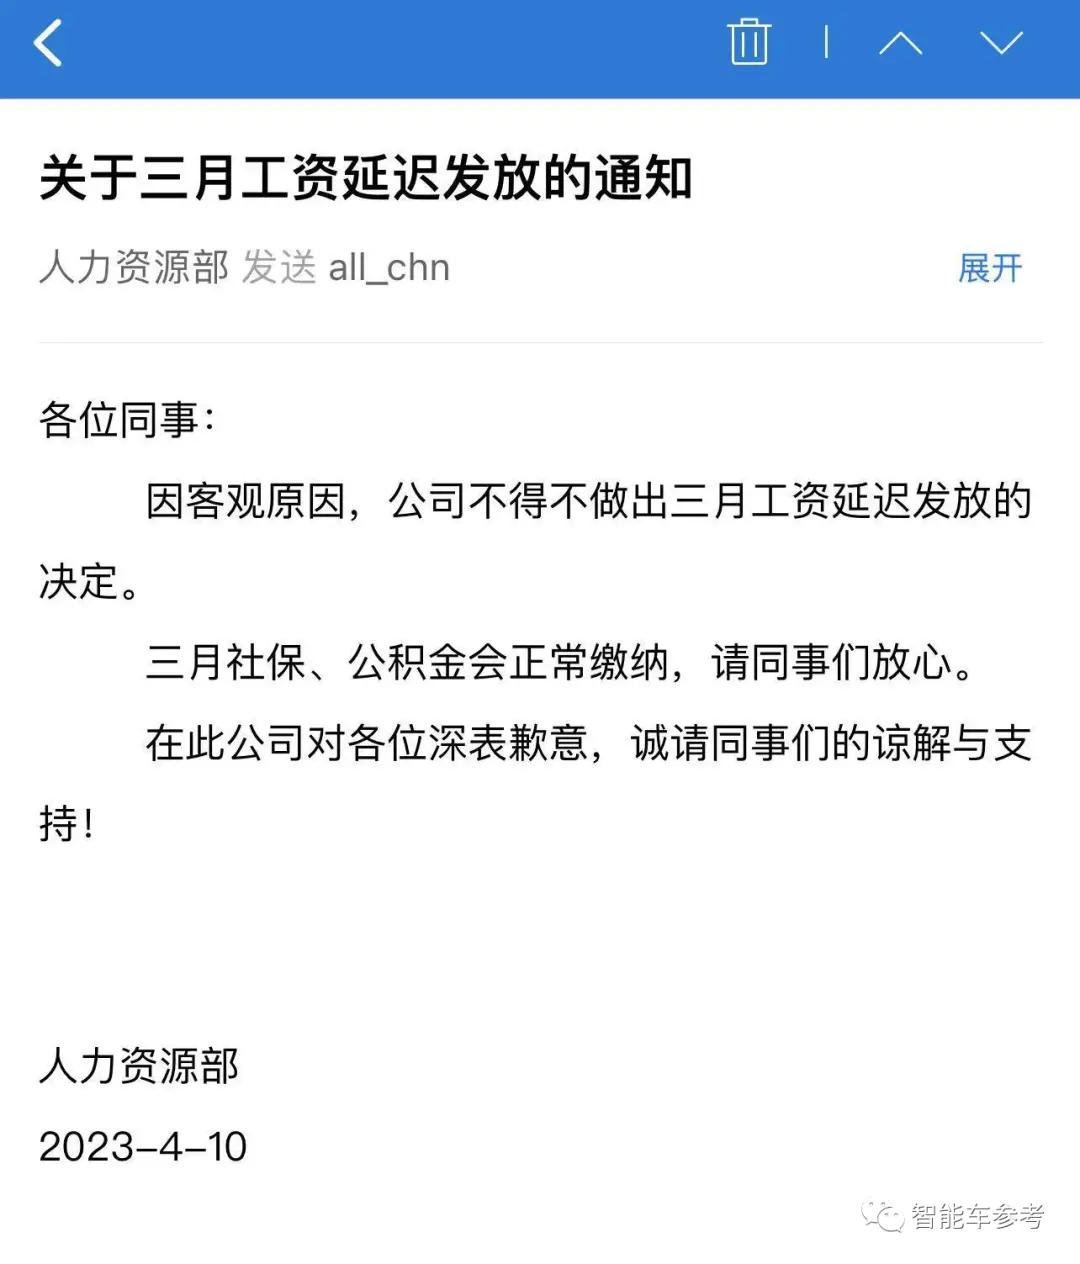 关于三月工资延迟发放的通知
人力资源部 发送 all_chn
展开
各位同事：
因客观原因，公司不得不做出三月工资延迟发放的
决定。
三月社保、公积金会正常缴纳，请同事们放心。
在此公司对各位深表歉意，诚请同事们的谅解与支
持！
人力资源部
2023-4-10
智能车参考